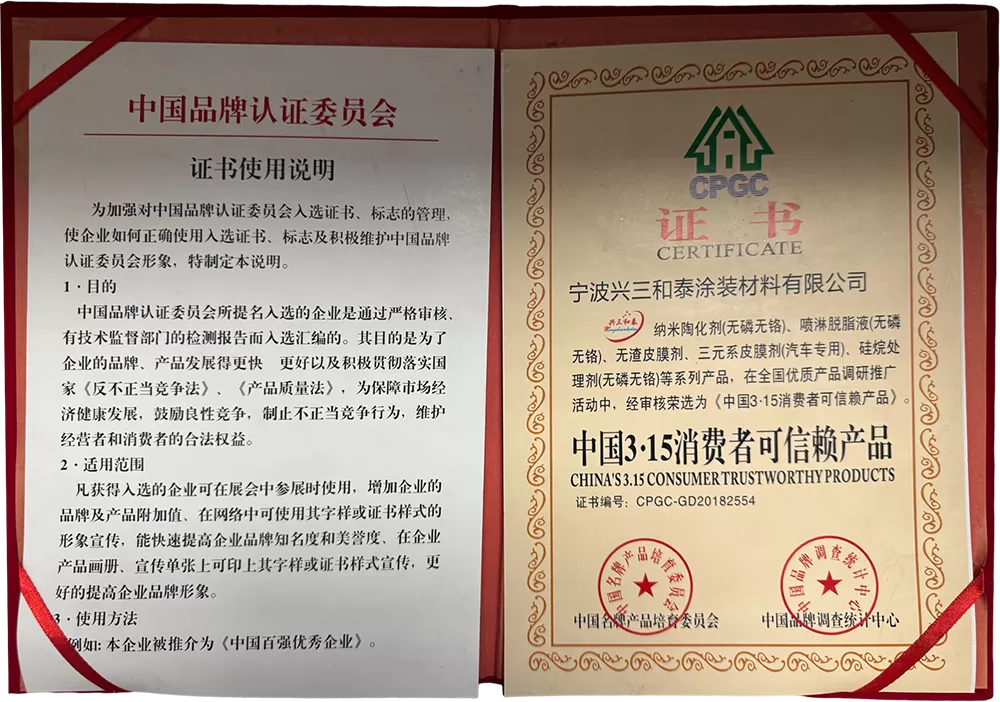 中国品牌认证委员会
证书使用说明
为加强对中国品牌认证委员会入选证书、标志的管理，
使企业如何正确使用入选证书、标志及积极维护中国品牌
认证委员会形象，特制定本说明。
1·目的
中国品牌认证委员会所提名入选的企业是通过严格审核、
有技术监督部门的检测报告而入选汇编的。其目的是为了
企业的品牌、产品发展得更快 更好以及积极贯彻落实国
家《反不正当竞争法》、《产品质量法》，为保障市场经
济健康发展，鼓励良性竞争，制止不正当竞争行为，维护
经营者和消费者的合法权益。
2·适用范围
凡获得入选的企业可在展会中参展时使用，增加企业的
品牌及产品附加值、在网络中可使用其字样或证书样式的
形象宣传，能快速提高企业品牌知名度和美誉度、在企业
产品画册、宣传单张上可印上其字样或证书样式宣传，更
好的提高企业品牌形象。
3·使用方法
例如: 本企业被推介为《中国百强优秀企业》。
CPGC
证书
CERTIFICATE
宁波兴三和泰涂装材料有限公司
兴三和泰
纳米陶化剂(无磷无铬)、喷淋脱脂液(无磷
无铬)、无渣皮膜剂、三元系皮膜剂(汽车专用)、硅烷处
理剂(无磷无铬)等系列产品，在全国优质产品调研推广
活动中，经审核荣选为《中国3·15消费者可信赖产品》。
中国3·15消费者可信赖产品
CHINA'S 3.15 CONSUMER TRUSTWORTHY PRODUCTS
证书编号：CPGC-GD20182554
中国名牌产品培育委员会
中国品牌调查统计中心
中国名牌产品培育委员会
中国品牌调查统计中心